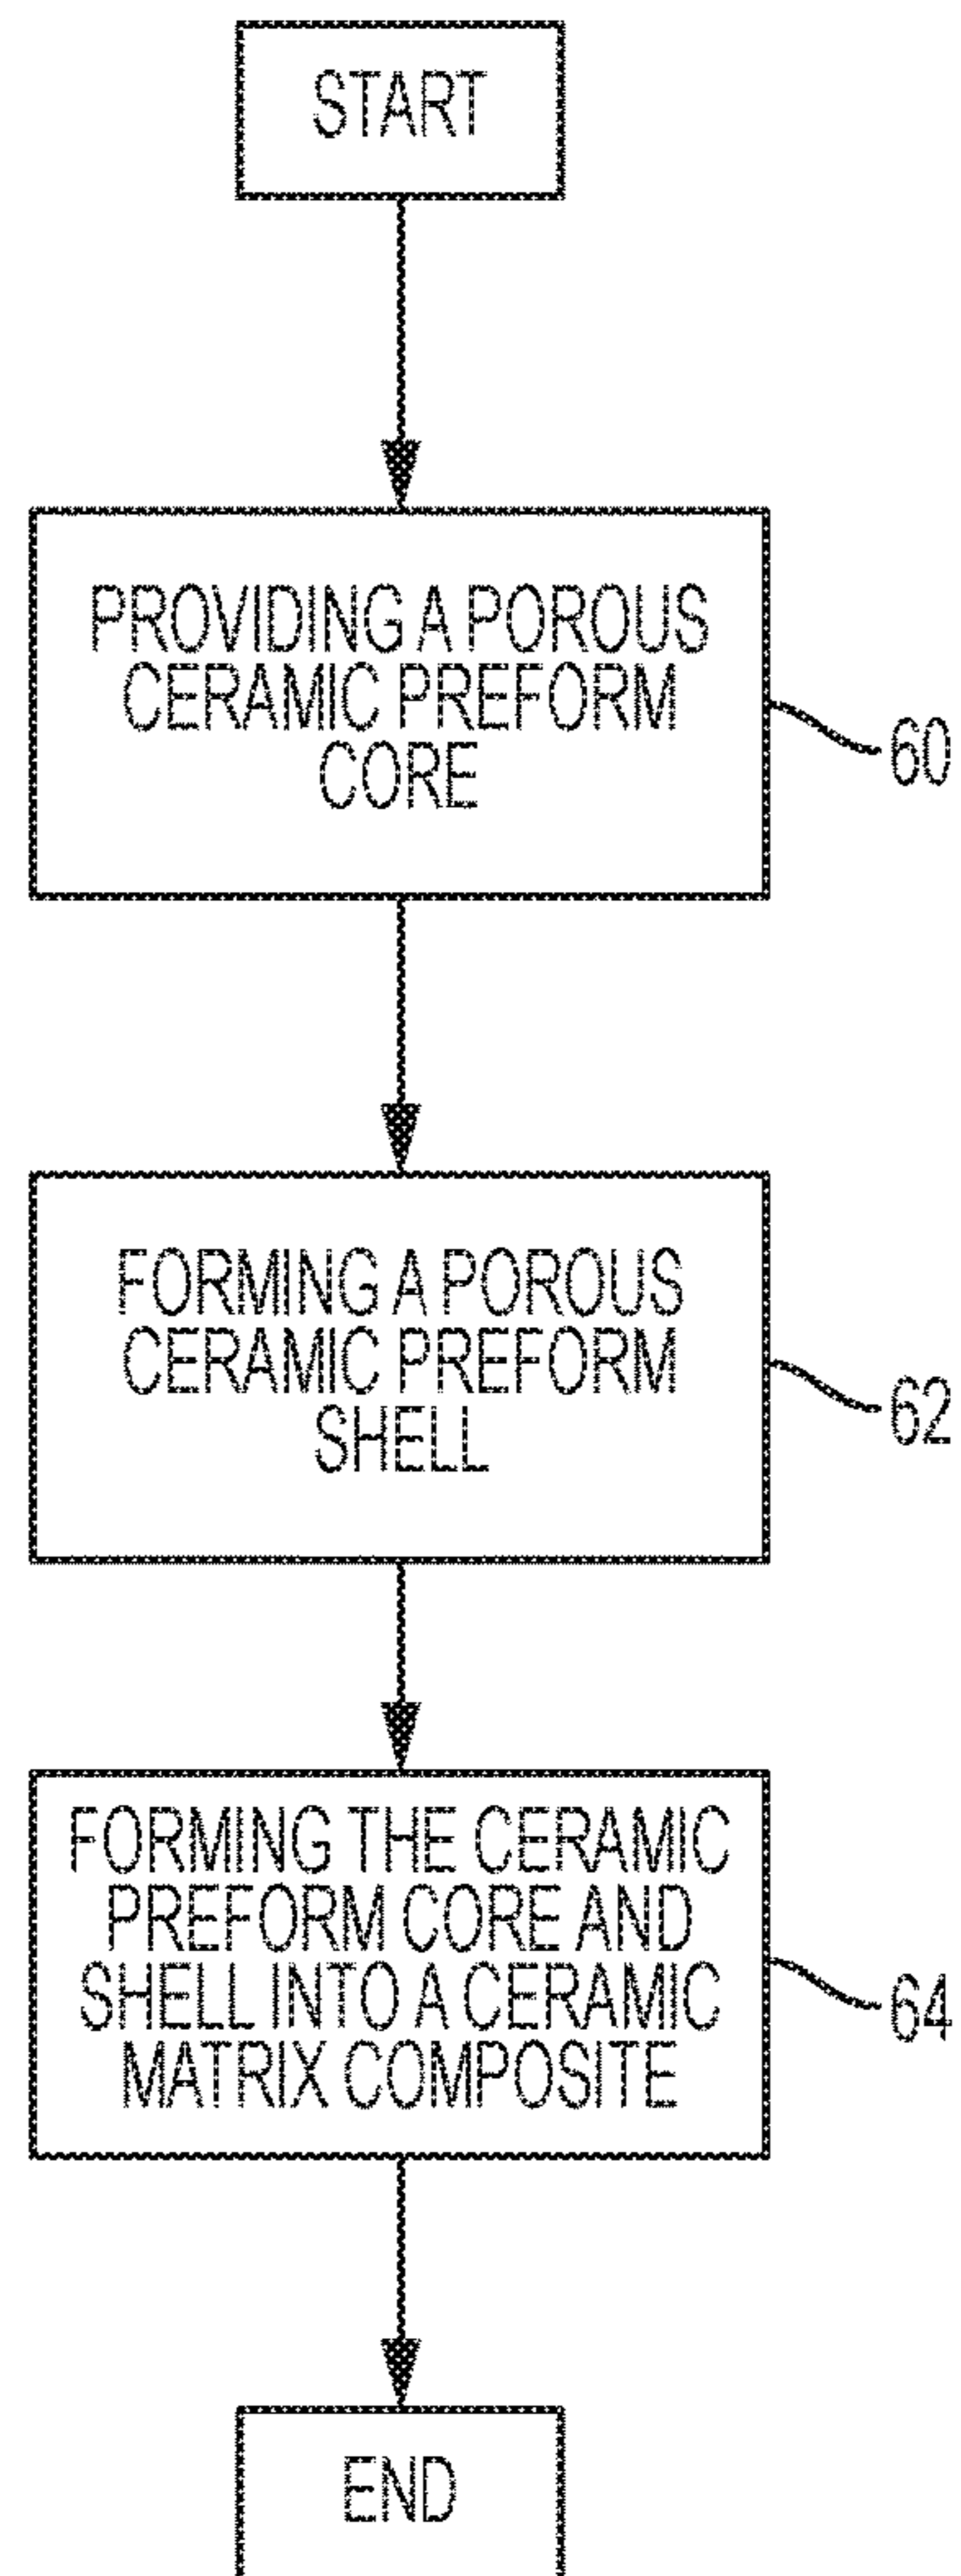 START
PROVIDING A POROUS
CERAMIC PREFORM
CORE
60
FORMING A POROUS
CERAMIC PREFORM
SHELL
62
FORMING THE CERAMIC
PREFORM CORE AND
SHELL INTO A CERAMIC
MATRIX COMPOSITE
64
END